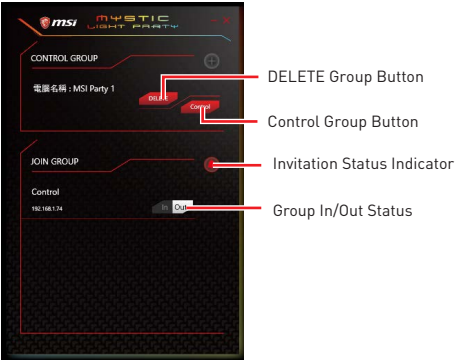 msi MYSTIC
LIGHT PARTY
CONTROL GROUP
電腦名稱 : MSI Party 1
DELETE
Control
JOIN GROUP
Control
192.168.1.74
In Out
DELETE Group Button
Control Group Button
Invitation Status Indicator
Group In/Out Status